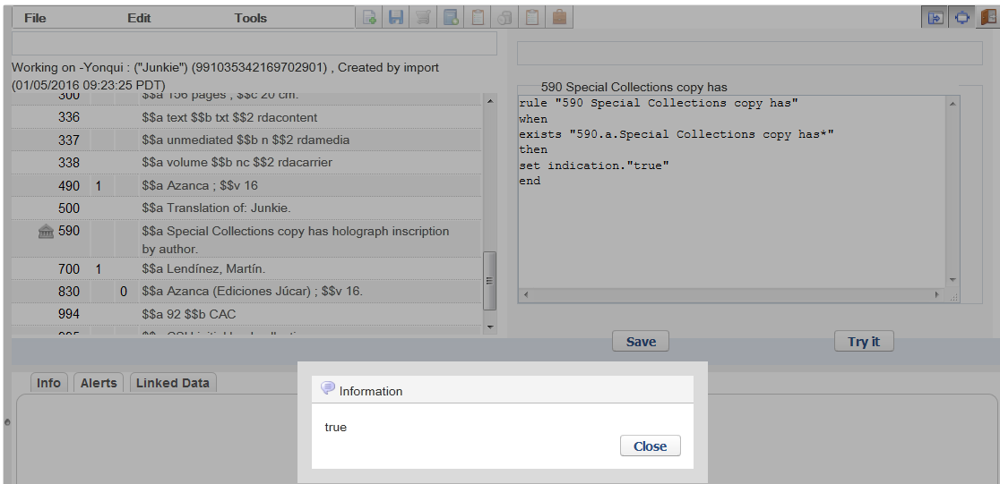 File Edit Tools
Working on -Yonqui : ("Junkie") (991035342169702901) , Created by import
(01/05/2016 09:23:25 PDT)
300 $$a 156 pages ; $$c 20 cm.
336 $$a text $$b txt $$2 rdacontent
337 $$a unmediated $$b n $$2 rdamedia
338 $$a volume $$b nc $$2 rdacarrier
490 1 $$a Azanca ; $$v 16
500 $$a Translation of: Junkie.
590 $$a Special Collections copy has holograph inscription
by author.
700 1 $$a Lendínez, Martín.
830 0 $$a Azanca (Ediciones Júcar) ; $$v 16.
994 $$a 92 $$b CAC
590 Special Collections copy has
rule "590 Special Collections copy has"
when
exists "590.a.Special Collections copy has*"
then
set indication."true"
end
Save Try it
Info Alerts Linked Data
Information
true
Close